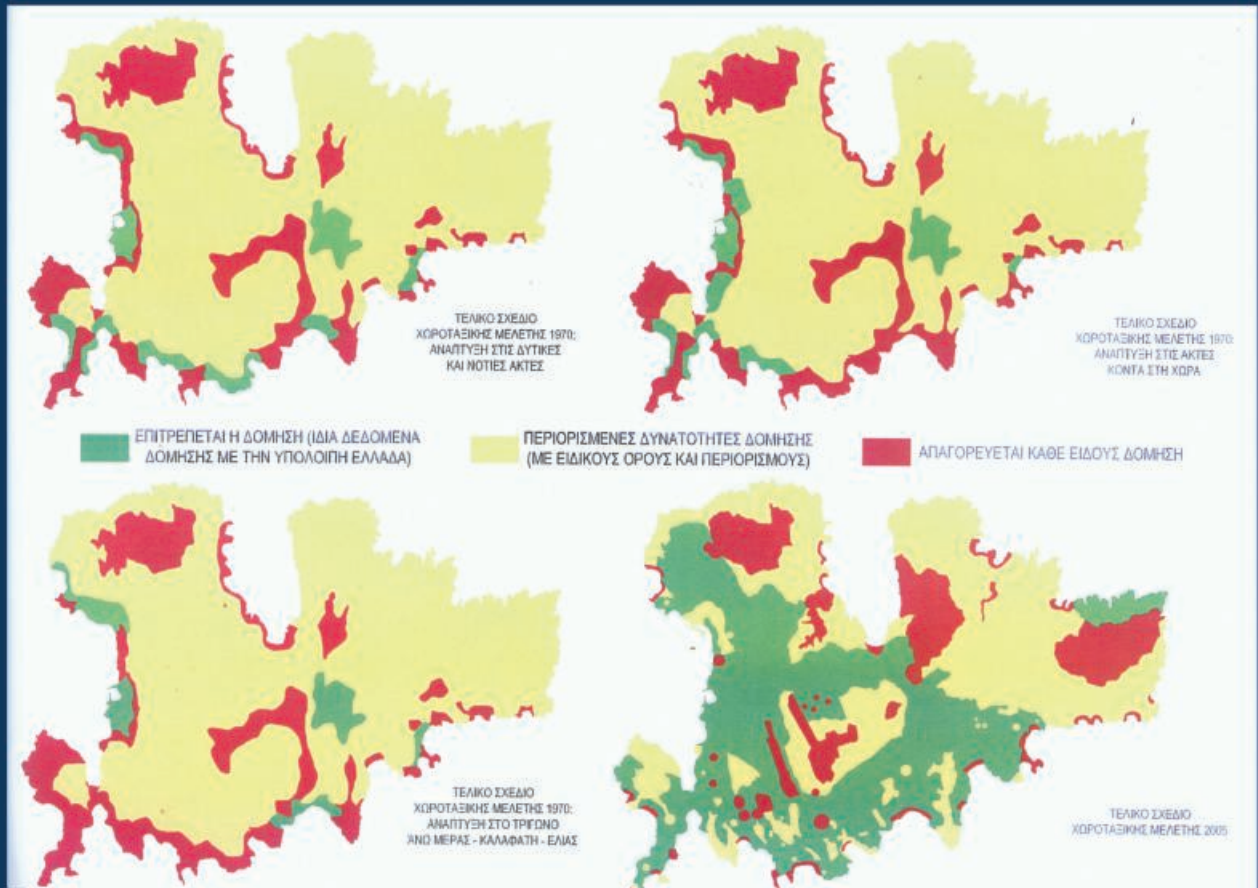 ΤΕΛΙΚΟ ΣΧΕΔΙΟ
ΧΩΡΟΤΑΞΙΚΗΣ ΜΕΛΕΤΗΣ 1970:
ΑΝΑΠΤΥΞΗ ΣΤΙΣ ΔΥΤΙΚΕΣ
ΚΑΙ ΝΟΤΙΕΣ ΑΚΤΕΣ
ΤΕΛΙΚΟ ΣΧΕΔΙΟ
ΧΩΡΟΤΑΞΙΚΗΣ ΜΕΛΕΤΗΣ 1970:
ΑΝΑΠΤΥΞΗ ΣΤΙΣ ΑΚΤΕΣ
ΚΟΝΤΑ ΣΤΗ ΧΩΡΑ
ΕΠΙΤΡΕΠΕΤΑΙ Η ΔΟΜΗΣΗ (ΙΔΙΑ ΔΕΔΟΜΕΝΑ
ΔΟΜΗΣΗΣ ΜΕ ΤΗΝ ΥΠΟΛΟΙΠΗ ΕΛΛΑΔΑ)
ΠΕΡΙΟΡΙΣΜΕΝΕΣ ΔΥΝΑΤΟΤΗΤΕΣ ΔΟΜΗΣΗΣ
(ΜΕ ΕΙΔΙΚΟΥΣ ΟΡΟΥΣ ΚΑΙ ΠΕΡΙΟΡΙΣΜΟΥΣ)
ΑΠΑΓΟΡΕΥΕΤΑΙ ΚΑΘΕ ΕΙΔΟΥΣ ΔΟΜΗΣΗ
ΤΕΛΙΚΟ ΣΧΕΔΙΟ
ΧΩΡΟΤΑΞΙΚΗΣ ΜΕΛΕΤΗΣ 1970:
ΑΝΑΠΤΥΞΗ ΣΤΟ ΤΡΙΓΩΝΟ
ΆΝΩ ΜΕΡΑΣ - ΚΑΛΑΦΑΤΗ - ΕΛΙΑΣ
ΤΕΛΙΚΟ ΣΧΕΔΙΟ
ΧΩΡΟΤΑΞΙΚΗΣ ΜΕΛΕΤΗΣ 2005